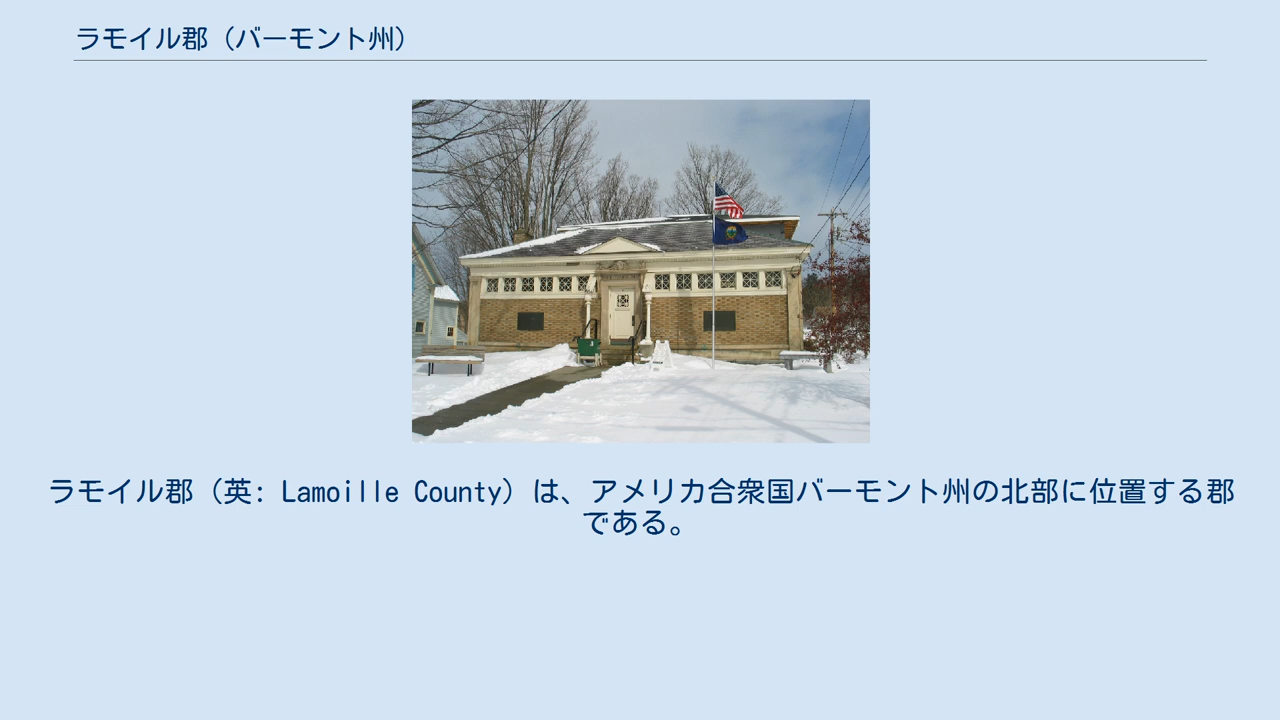 ラモイル郡（バーモント州）
ラモイル郡（英: Lamoille County）は、アメリカ合衆国バーモント州の北部に位置する郡
である。